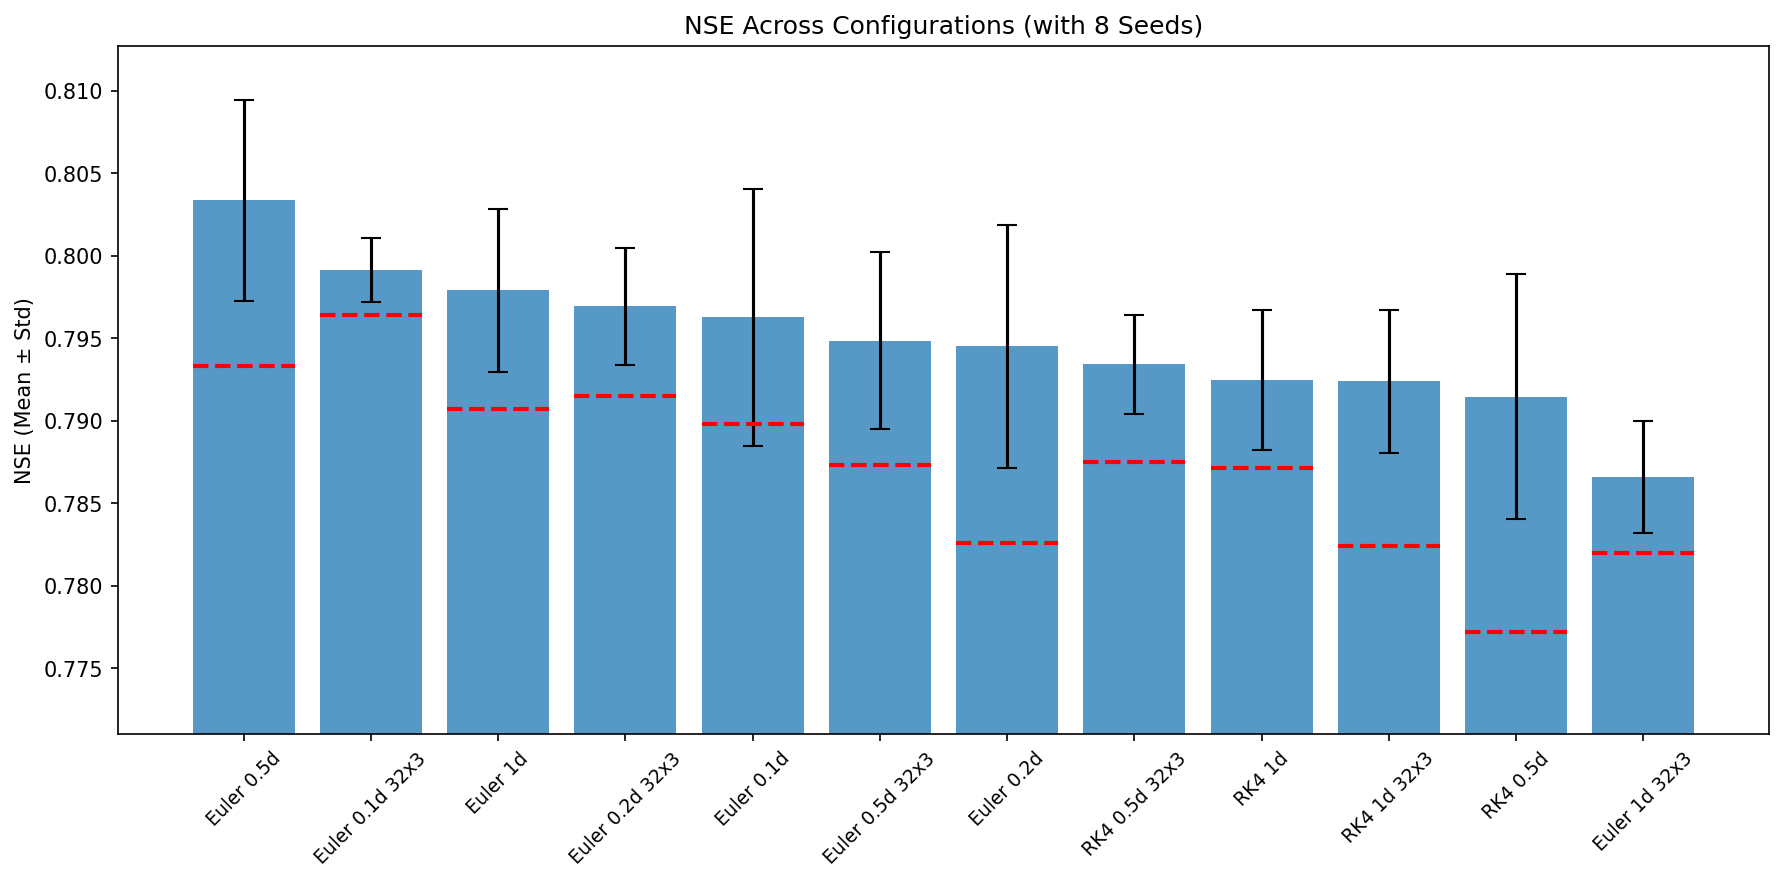 NSE Across Configurations (with 8 Seeds)
NSE (Mean ± Std)
0.810
0.805
0.800
0.795
0.790
0.785
0.780
0.775
Euler 0.5d
Euler 0.1d 32x3
Euler 1d
Euler 0.2d 32x3
Euler 0.1d
Euler 0.5d 32x3
Euler 0.2d
RK4 0.5d 32x3
RK4 1d
RK4 1d 32x3
RK4 0.5d
Euler 1d 32x3